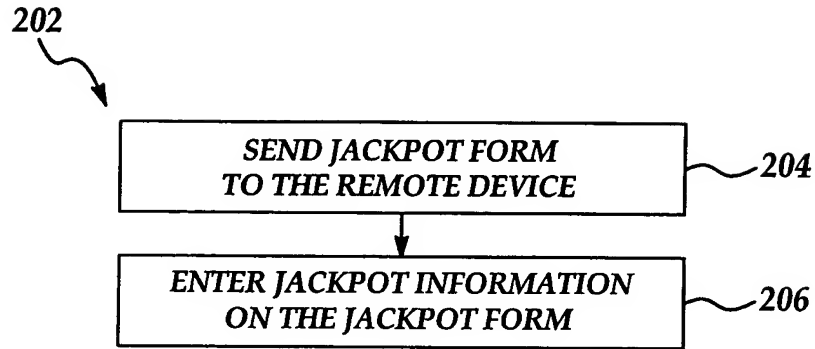 202
SEND JACKPOT FORM
TO THE REMOTE DEVICE
204
ENTER JACKPOT INFORMATION
ON THE JACKPOT FORM
206